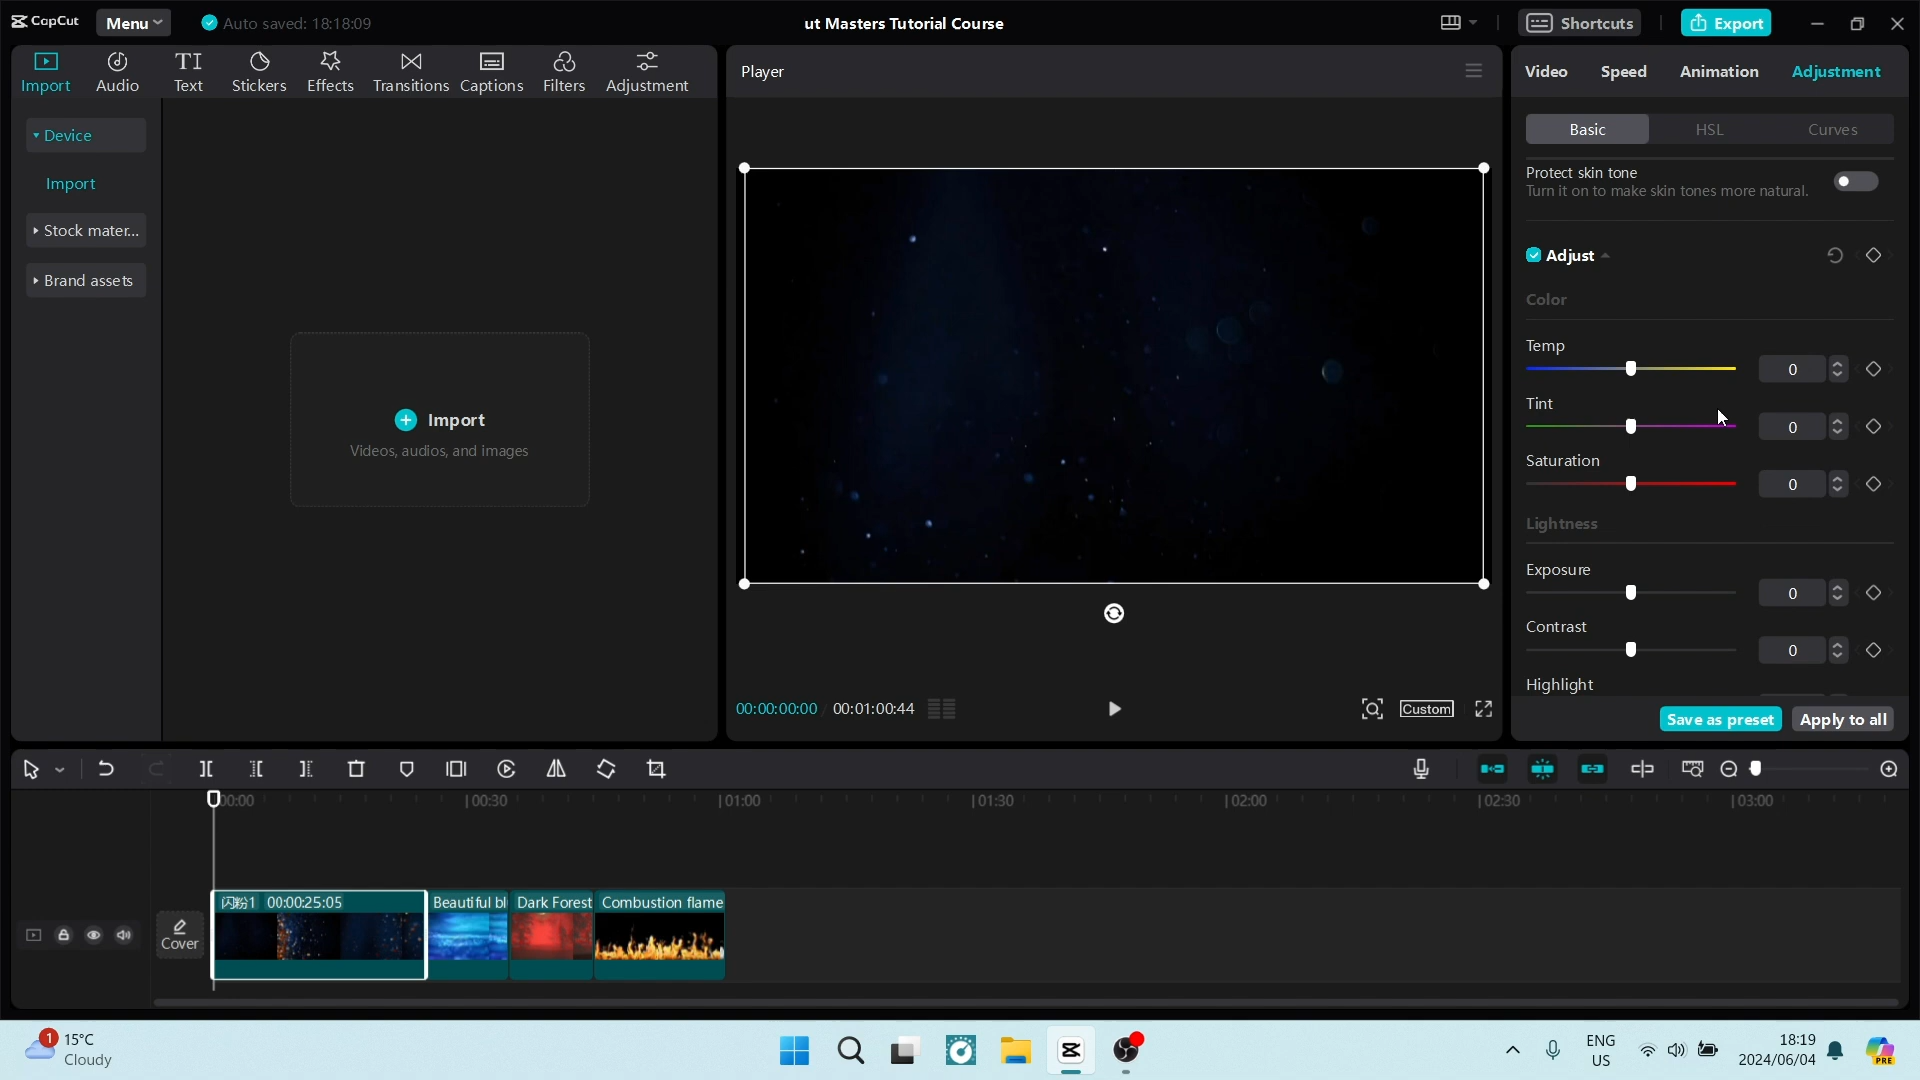 CapCut
Menu
Auto saved: 18:18:09
ut Masters Tutorial Course
Shortcuts
Export
Import
Audio
Text
Stickers
Effects
Transitions
Captions
Filters
Adjustment
Device
Import
Stock mater...
Brand assets
Import
Videos, audios, and images
Player
00:00:00:00
00:01:00:44
Custom
Video
Speed
Animation
Adjustment
Basic
HSL
Curves
Protect skin tone
Turn it on to make skin tones more natural.
Adjust
Color
Temp
0
Tint
0
Saturation
0
Lightness
Exposure
0
Contrast
0
Highlight
Save as preset
Apply to all
00:00
00:30
01:00
01:30
02:00
02:30
03:00
Cover
闪粉1 00:00:25:05
Beautiful bl
Dark Forest
Combustion flame
1
15°C
Cloudy
ENG
US
18:19
2024/06/04
PRE